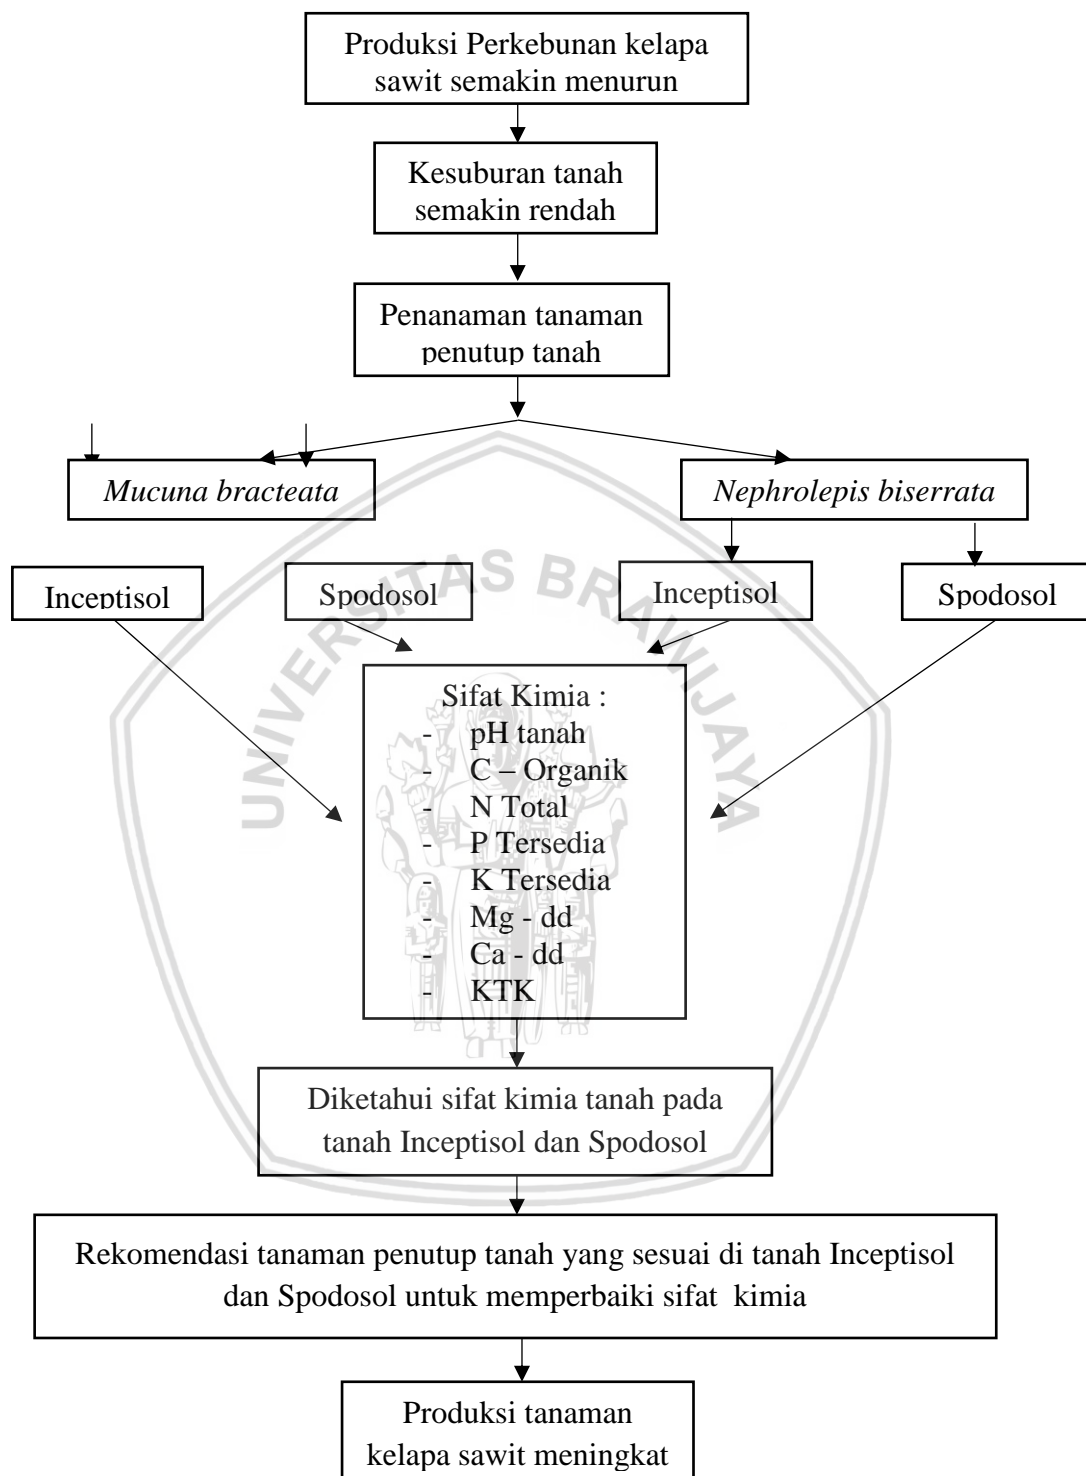 Produksi Perkebunan kelapa
sawit semakin menurun
Kesuburan tanah
semakin rendah
Penanaman tanaman
penutup tanah
Mucuna bracteata
Nephrolepis biserrata
Inceptisol
Spodosol
Inceptisol
Spodosol
UNIVERSITAS BRAWIJAYA
Sifat Kimia :
- pH tanah
- C – Organik
- N Total
- P Tersedia
- K Tersedia
- Mg - dd
- Ca - dd
- KTK
Diketahui sifat kimia tanah pada
tanah Inceptisol dan Spodosol
Rekomendasi tanaman penutup tanah yang sesuai di tanah Inceptisol
dan Spodosol untuk memperbaiki sifat kimia
Produksi tanaman
kelapa sawit meningkat